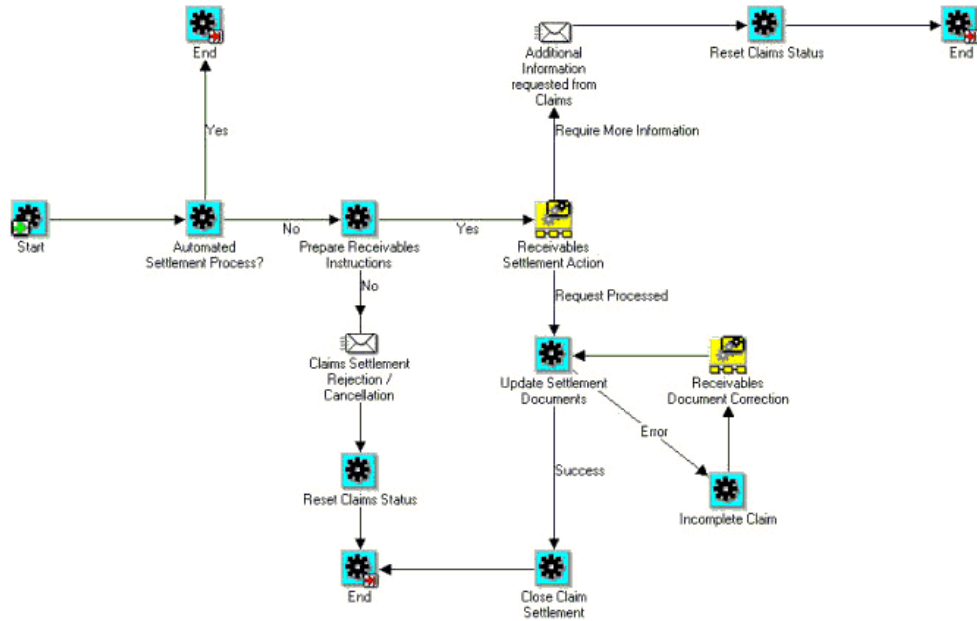 End
Additional
Information
requested from
Claims
Reset Claims Status
End
Yes
Require More Information
Start
Automated
Settlement Process?
No
Prepare Receivables
Instructions
Yes
Receivables
Settlement Action
No
Request Processed
Claims Settlement
Rejection /
Cancellation
Update Settlement
Documents
Receivables
Document Correction
Error
Success
Reset Claims Status
Incomplete Claim
End
Close Claim
Settlement